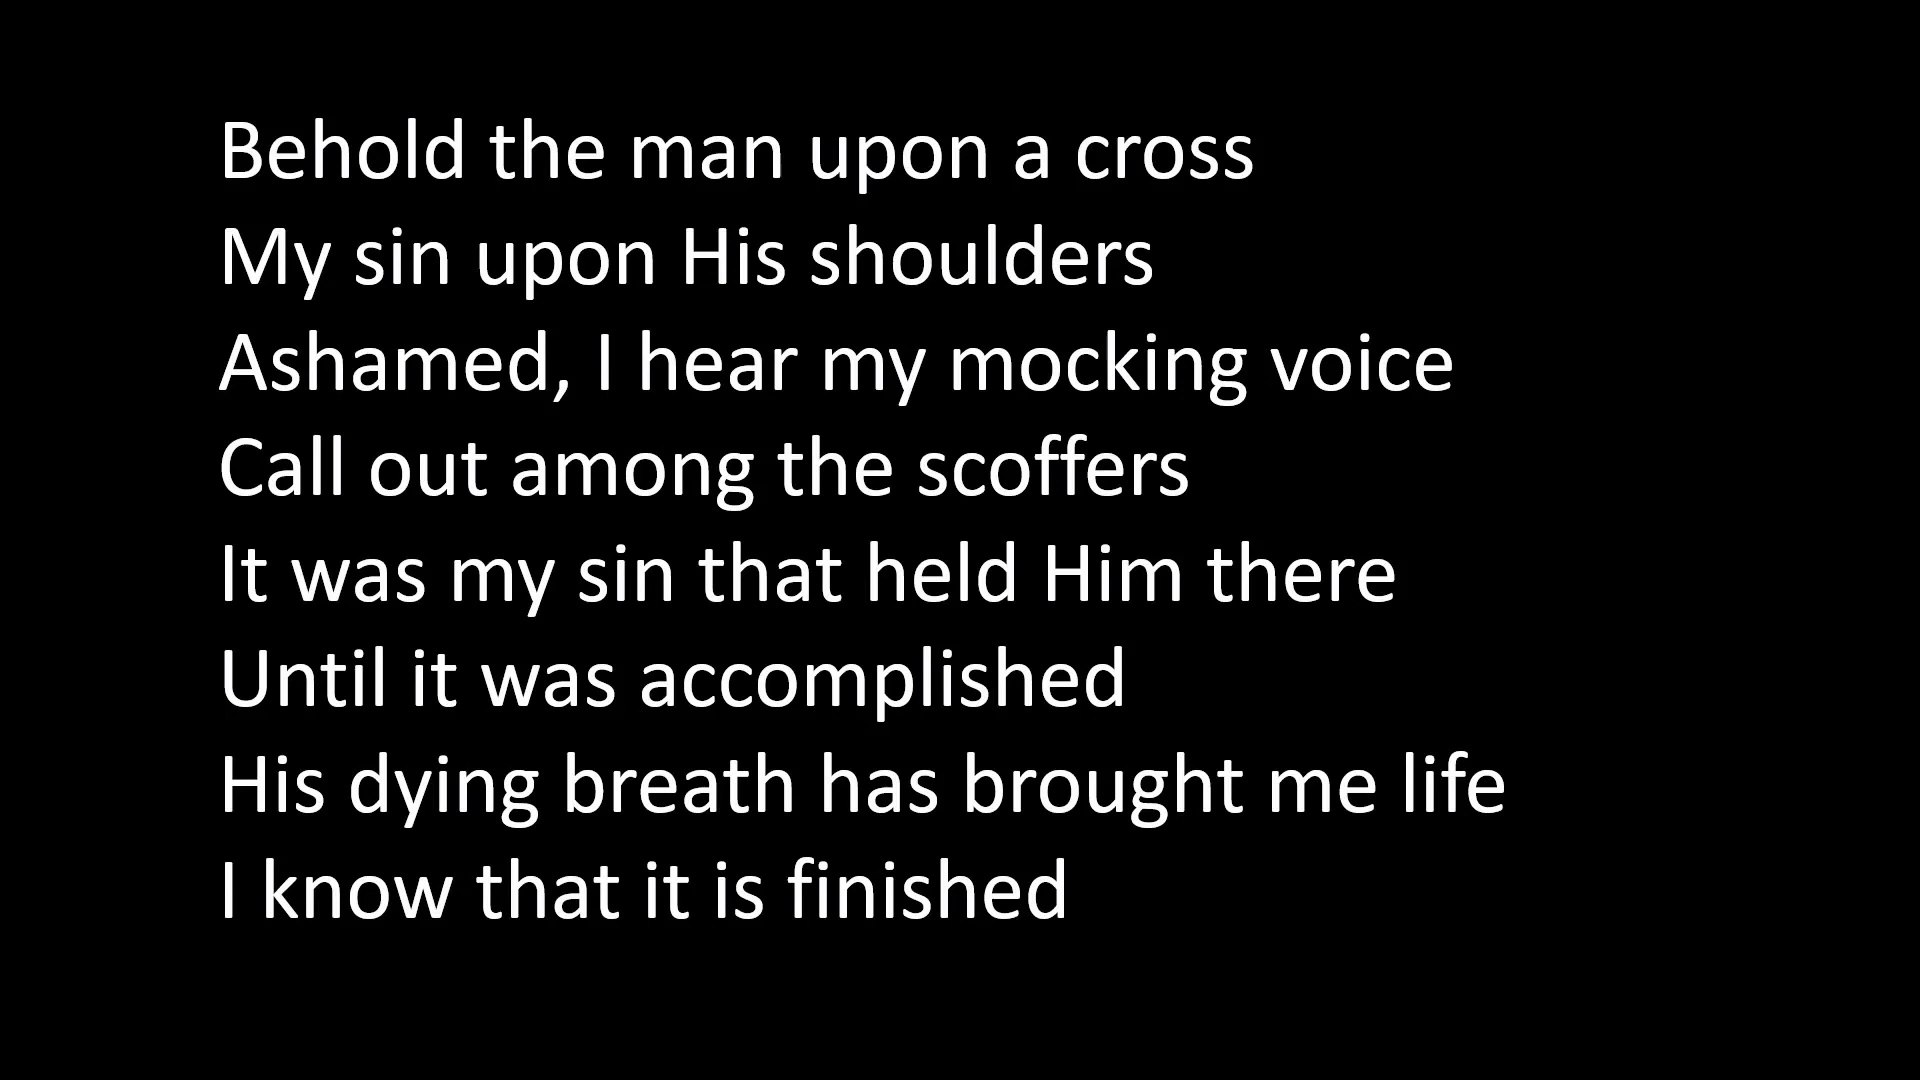 Behold the man upon a cross
My sin upon His shoulders
Ashamed, I hear my mocking voice
Call out among the scoffers
It was my sin that held Him there
Until it was accomplished
His dying breath has brought me life
I know that it is finished